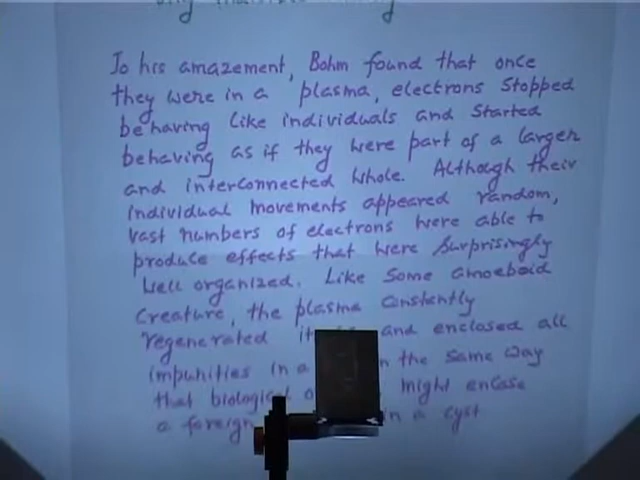 To his amazement, Bohm found that once
they were in a plasma, electrons stopped
behaving like individuals and started
behaving as if they were part of a larger
and interconnected whole. Although their
individual movements appeared random,
vast numbers of electrons were able to
produce effects that were surprisingly
well organized. Like some amoeboid
creature, the plasma constantly
regenerated and enclosed all
impurities in a in the same way
that biological might encase
a foreign in a cyst